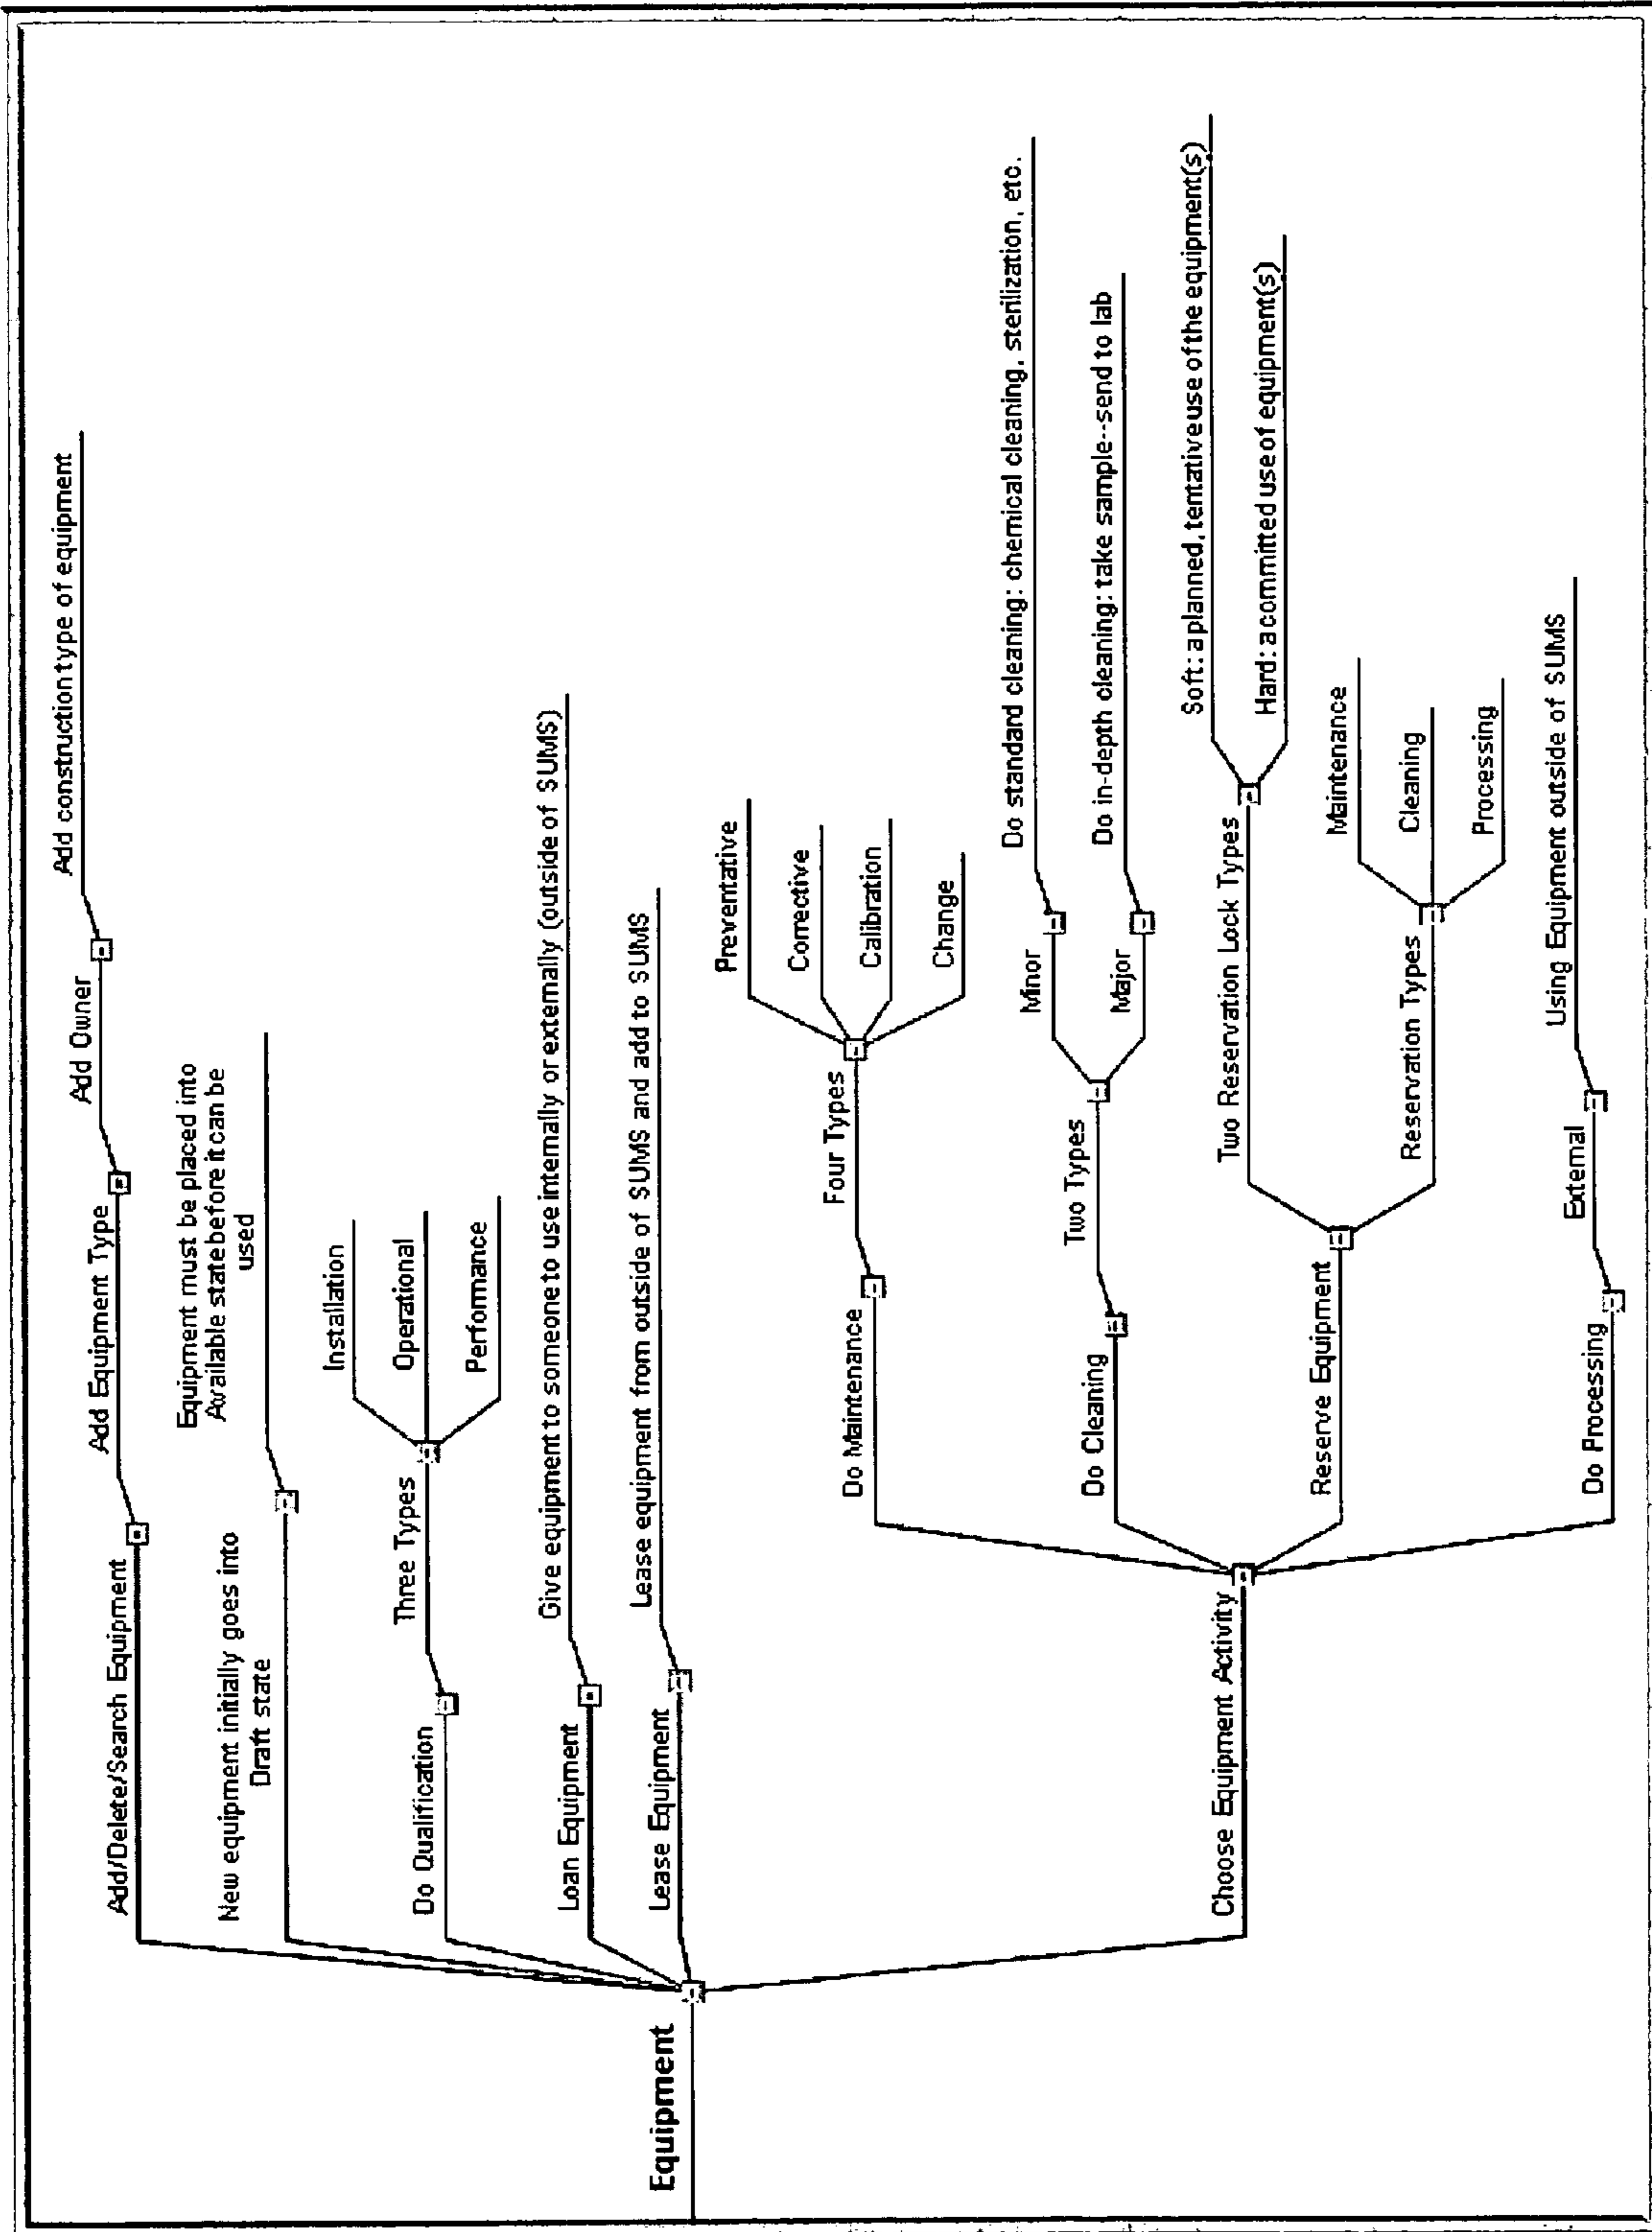 Equipment
Add/Delete/Search Equipment
Add Equipment Type
Add Owner
Add construction type of equipment
New equipment initially goes into
Draft state
Equipment must be placed into
Available state before it can be
used
Do Qualification
Three Types
Installation
Operational
Performance
Loan Equipment
Give equipment to someone to use internally or externally (outside of SUMS)
Lease Equipment
Lease equipment from outside of SUMS and add to SUMS
Choose Equipment Activity
Do Maintenance
Four Types
Preventative
Corrective
Calibration
Change
Do Cleaning
Two Types
Minor
Do standard cleaning: chemical cleaning, sterilization, etc.
Major
Do in-depth cleaning: take sample--send to lab
Reserve Equipment
Two Reservation Lock Types
Soft: a planned, tentative use of the equipment(s)
Hard: a committed use of equipment(s)
Reservation Types
Maintenance
Cleaning
Processing
Do Processing
External
Using Equipment outside of SUMS